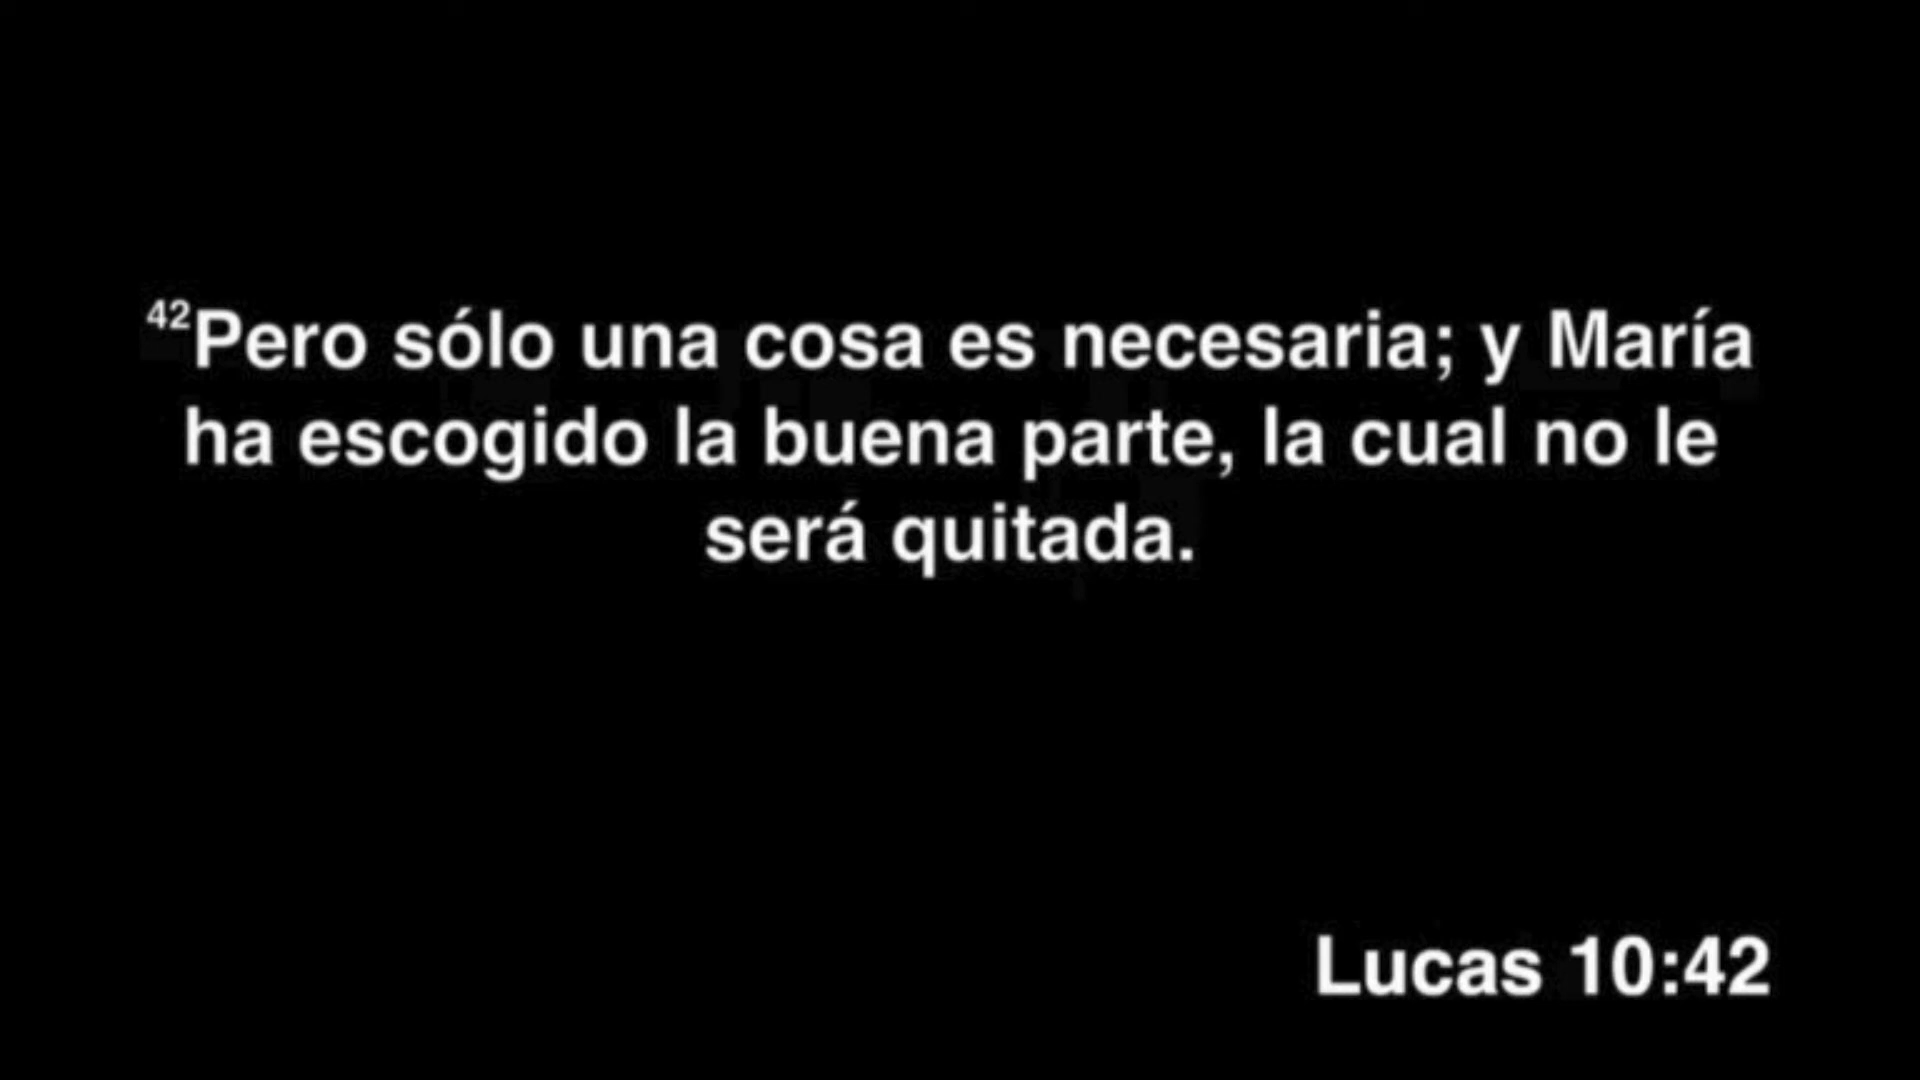 42Pero sólo una cosa es necesaria; y María
ha escogido la buena parte, la cual no le
será quitada.
Lucas 10:42